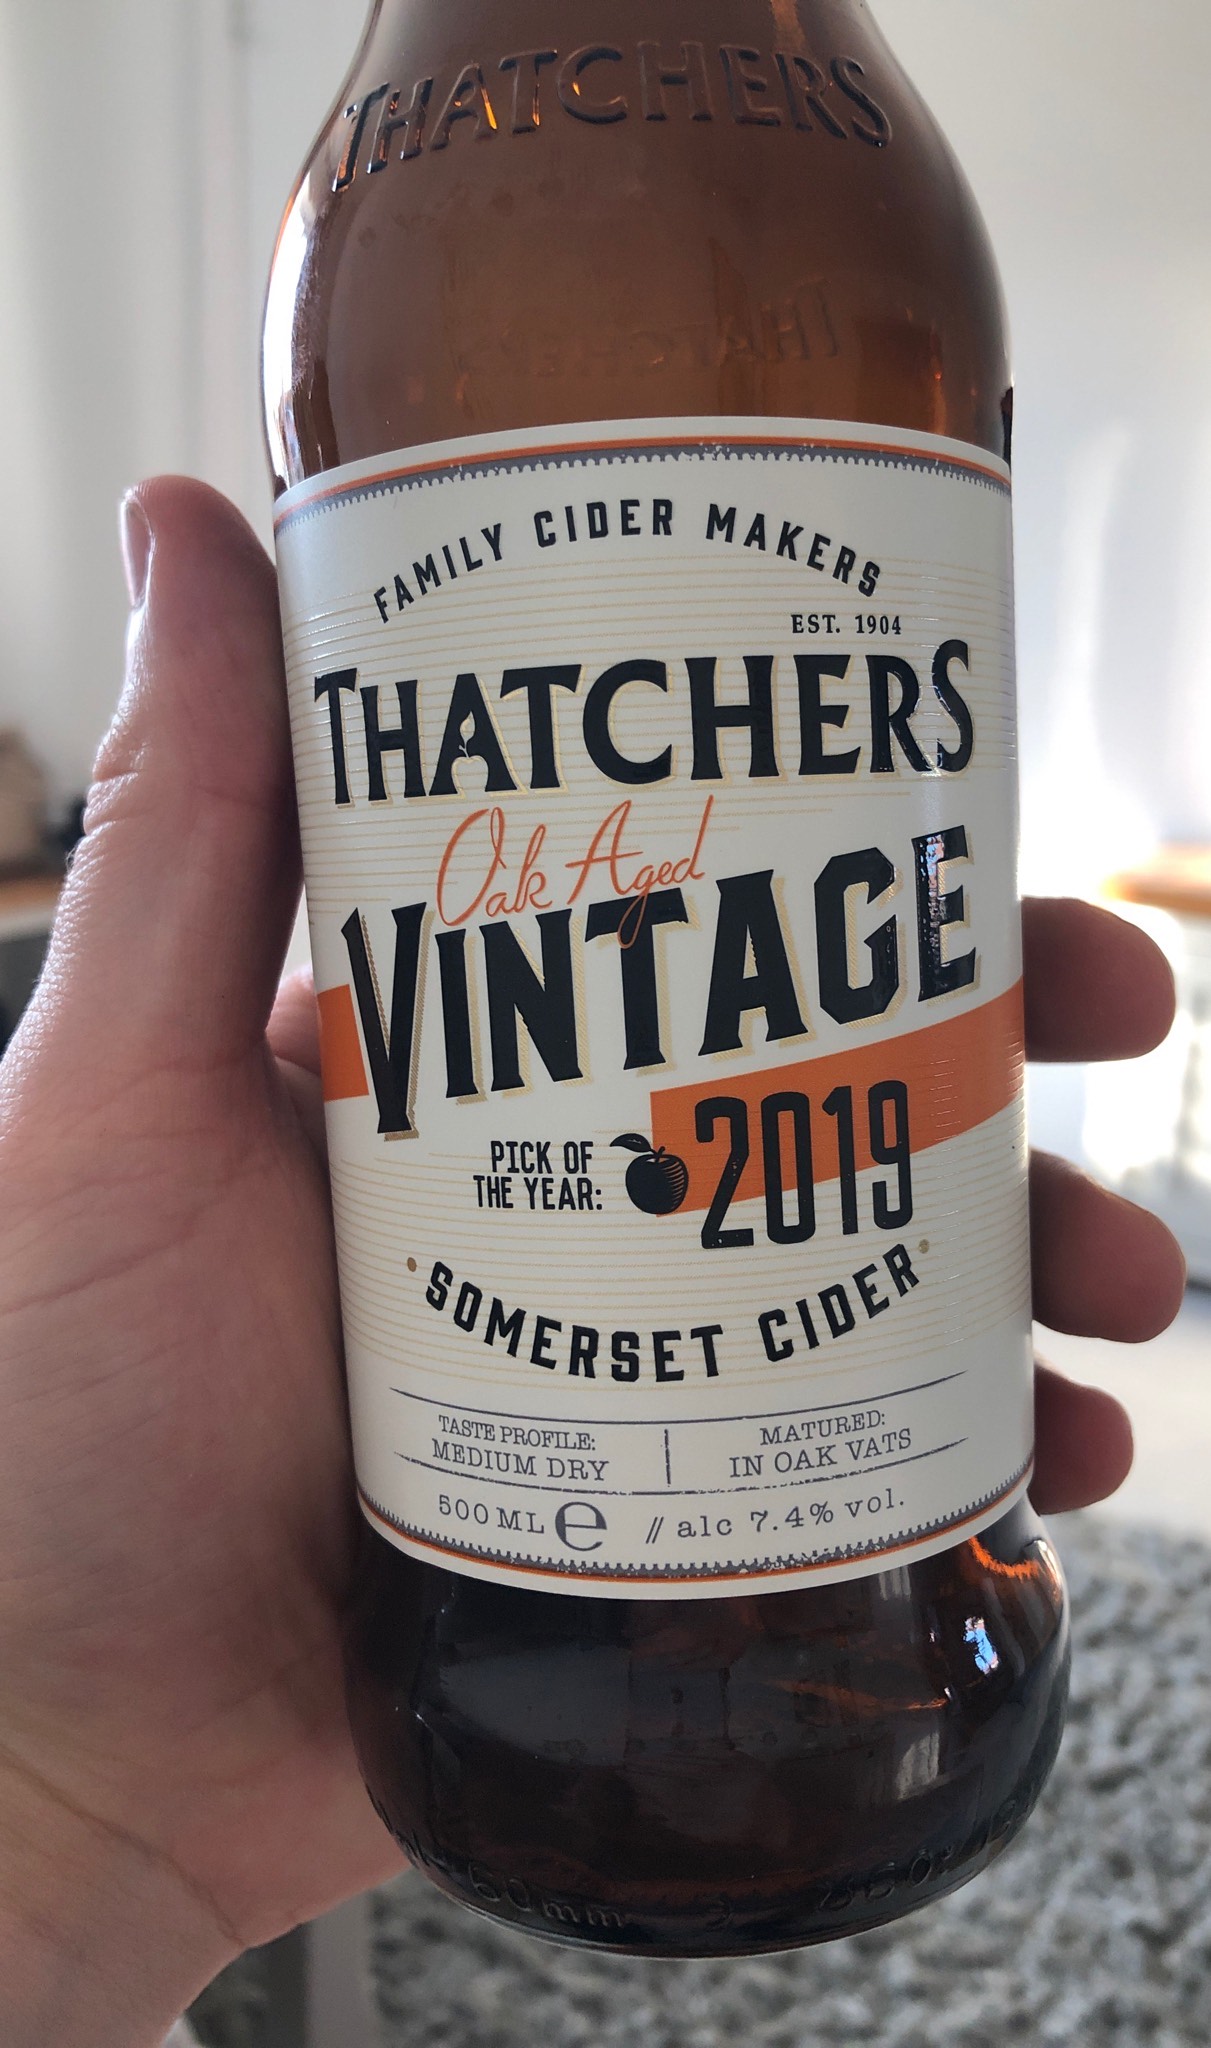 THATCHERS
FAMILY CIDER MAKERS
EST. 1904
THATCHERS
Oak Aged
VINTAGE
PICK OF
THE YEAR:
2019
SOMERSET CIDER
TASTE PROFILE:
MEDIUM DRY
MATURED:
IN OAK VATS
500 ML e // alc 7.4% vol.
60mm